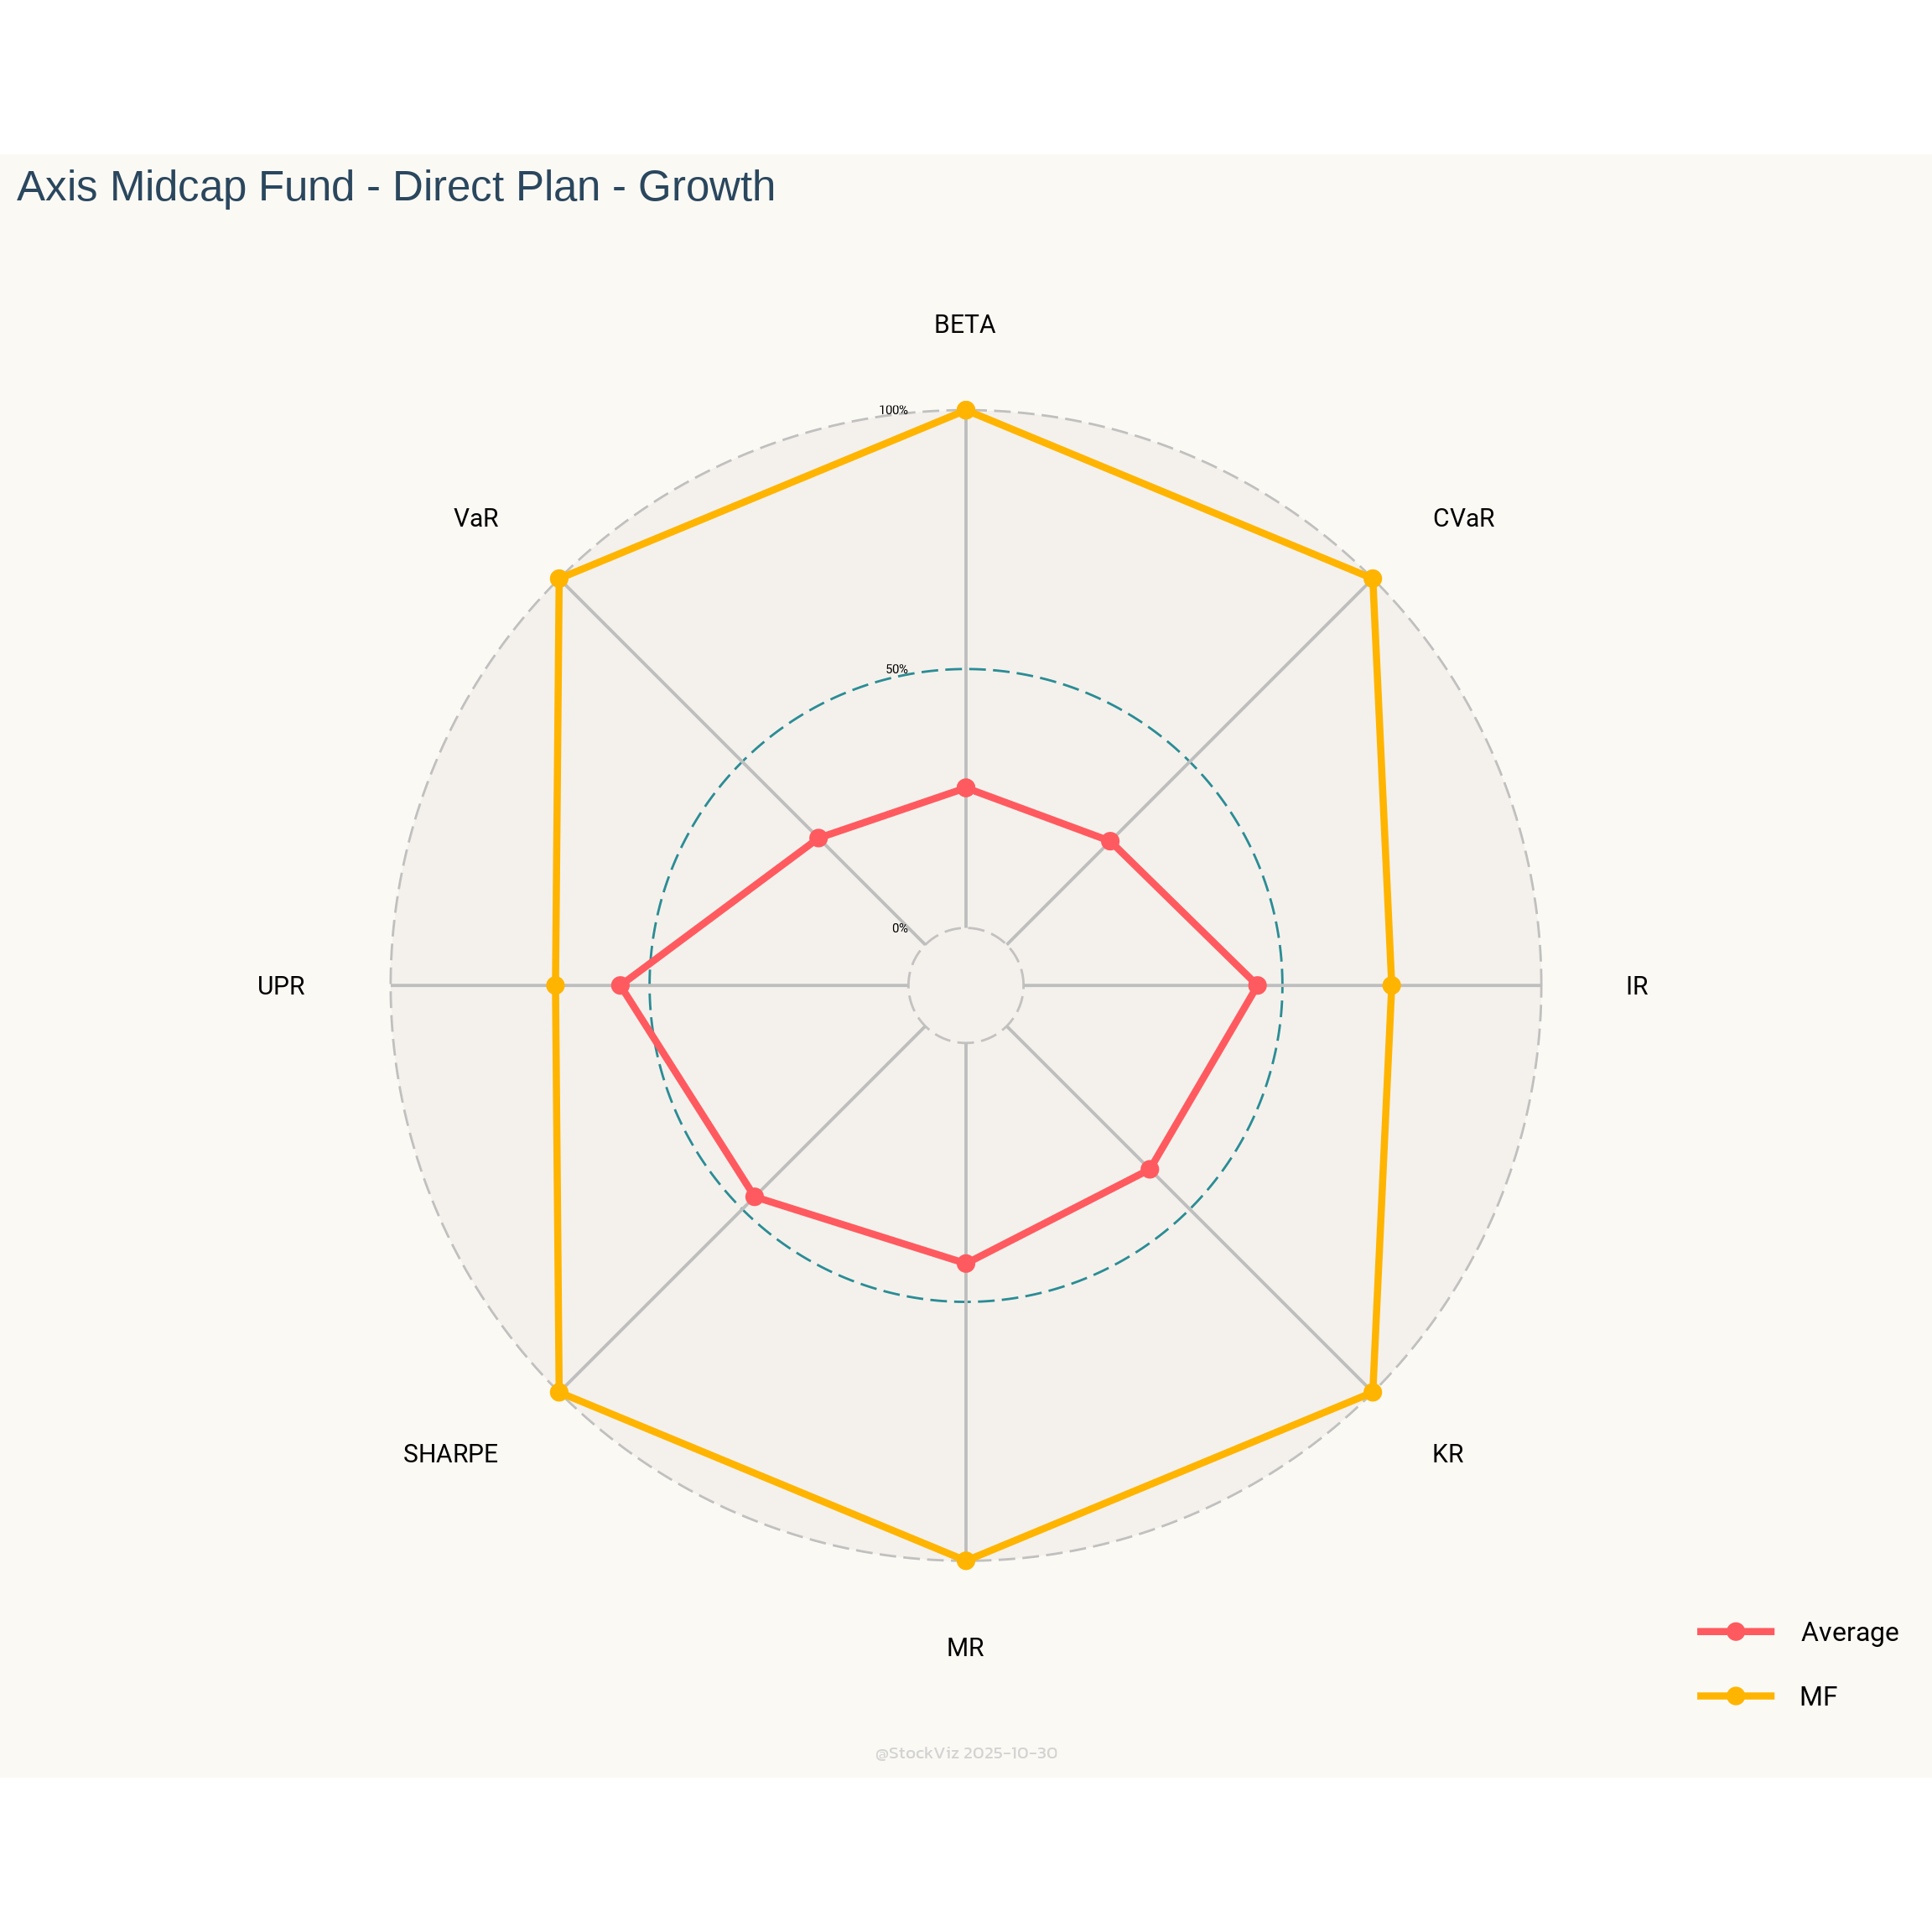 Axis Midcap Fund - Direct Plan - Growth
BETA
100%
VaR
CVaR
50%
0%
UPR
IR
SHARPE
KR
MR
Average
MF
@StockViz 2025-10-30